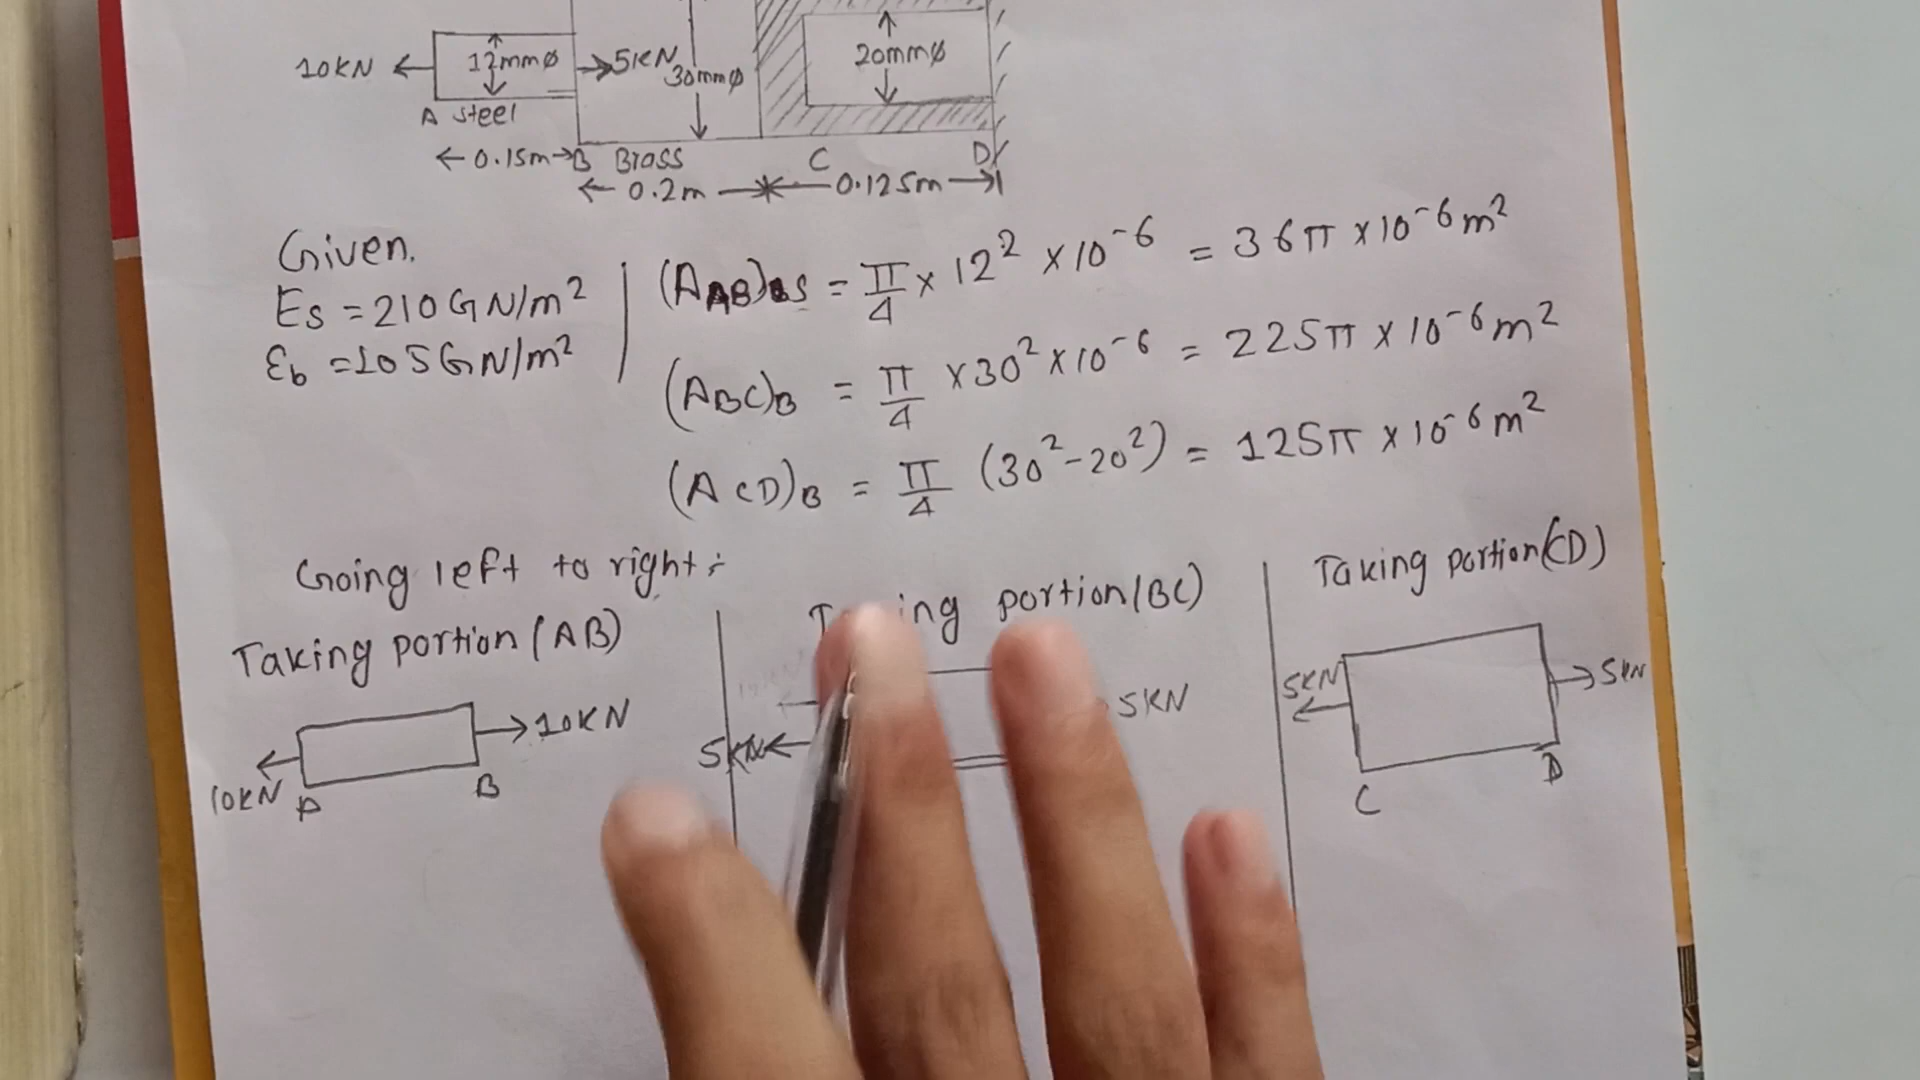 10KN 12mmø 5KN 30mmø 20mmø
A Steel
0.15m B Brass C D
0.2m 0.125m
Given.
Es = 210 GN/m²
Eb = 105 GN/m²
(AAB)s = π/4 × 12² × 10⁻⁶ = 36π × 10⁻⁶ m²
(ABC)B = π/4 × 30² × 10⁻⁶ = 225π × 10⁻⁶ m²
(ACD)B = π/4 (30² - 20²) = 125π × 10⁻⁶ m²
Going left to right :-
Taking portion (AB)
10KN A B 10KN
portion (BC)
5KN 5KN
Taking portion (CD)
5KN C D 5KN